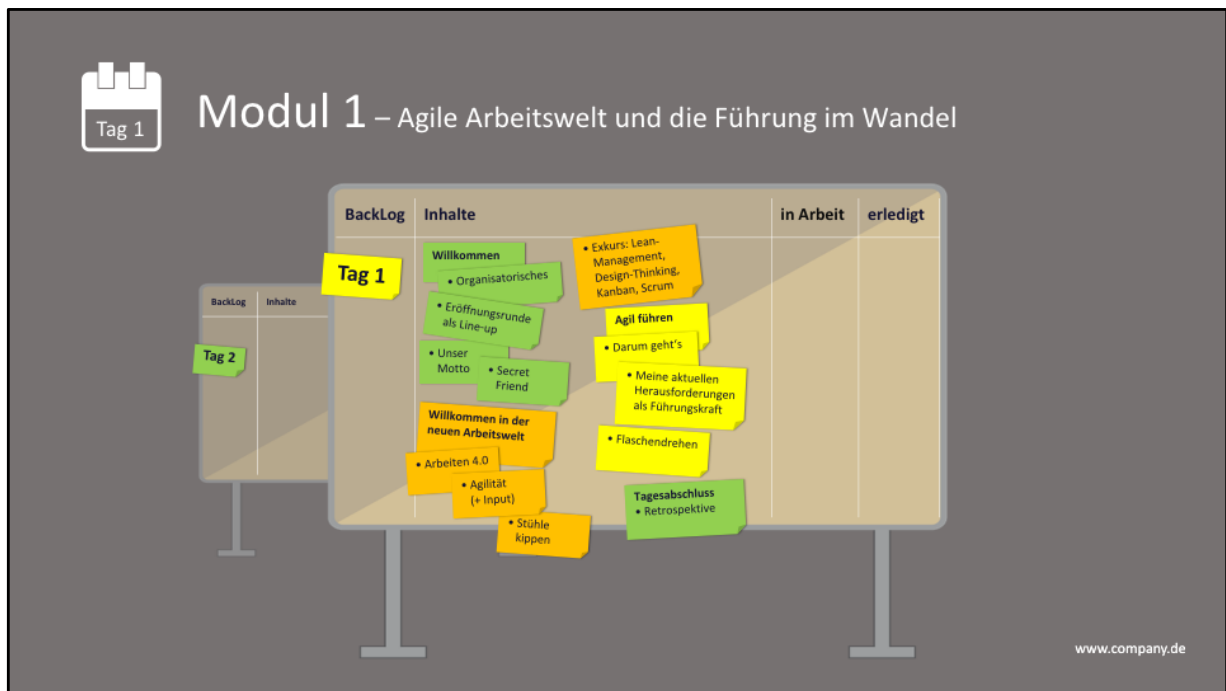 Tag 1
Modul 1 – Agile Arbeitswelt und die Führung im Wandel
BackLog
Inhalte
in Arbeit
erledigt
Tag 1
Willkommen
• Organisatorisches
• Eröffnungsrunde
als Line-up
• Unser
Motto
• Secret
Friend
Willkommen in der
neuen Arbeitswelt
• Arbeiten 4.0
• Agilität
(+ Input)
• Stühle
kippen
• Exkurs: Lean-
Management,
Design-Thinking,
Kanban, Scrum
Agil führen
• Darum geht‘s
• Meine aktuellen
Herausforderungen
als Führungskraft
• Flaschendrehen
Tagesabschluss
• Retrospektive
BackLog
Inhalte
Tag 2
www.company.de